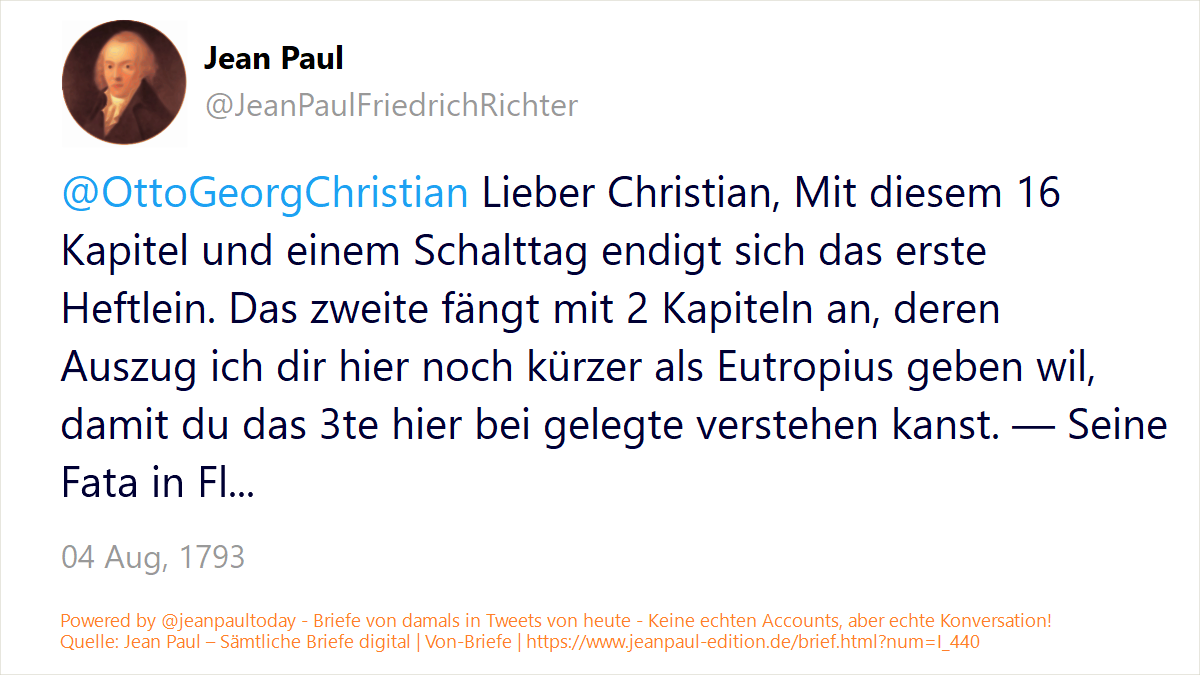 Jean Paul
@JeanPaulFriedrichRichter
@OttoGeorgChristian Lieber Christian, Mit diesem 16
Kapitel und einem Schalttag endigt sich das erste
Heftlein. Das zweite fängt mit 2 Kapiteln an, deren
Auszug ich dir hier noch kürzer als Eutropius geben wil,
damit du das 3te hier bei gelegte verstehen kanst. — Seine
Fata in Fl...
04 Aug, 1793
Powered by @jeanpaultoday - Briefe von damals in Tweets von heute - Keine echten Accounts, aber echte Konversation!
Quelle: Jean Paul – Sämtliche Briefe digital | Von-Briefe | https://www.jeanpaul-edition.de/brief.html?num=I_440